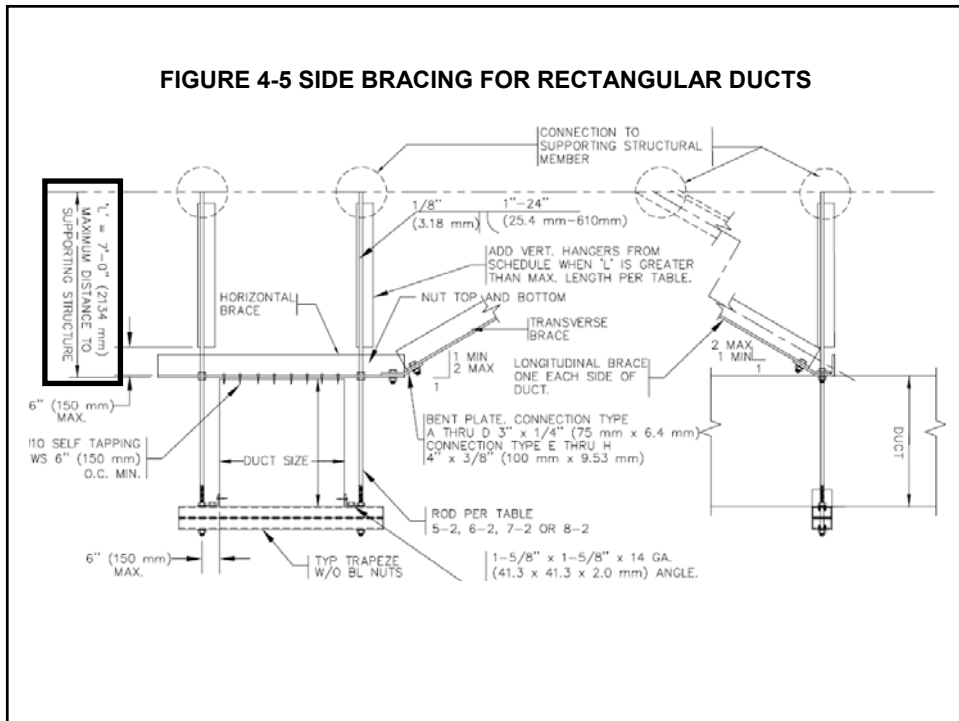 FIGURE 4-5 SIDE BRACING FOR RECTANGULAR DUCTS
CONNECTION TO
SUPPORTING STRUCTURAL
MEMBER
'L' = 7'-0" (2134 mm)
MAXIMUM DISTANCE TO
SUPPORTING STRUCTURE
1/8" 1"-24"
(3.18 mm) (25.4 mm-610mm)
ADD VERT. HANGERS FROM
SCHEDULE WHEN 'L' IS GREATER
THAN MAX. LENGTH PER TABLE.
HORIZONTAL
BRACE
NUT TOP AND BOTTOM
TRANSVERSE
BRACE
1 MIN
2 MAX
1
LONGITUDINAL BRACE
ONE EACH SIDE OF
DUCT.
2 MAX
1 MIN
1
6" (150 mm)
MAX.
BENT PLATE. CONNECTION TYPE
A THRU D 3" x 1/4" (75 mm x 6.4 mm)
CONNECTION TYPE E THRU H
4" x 3/8" (100 mm x 9.53 mm)
10 SELF TAPPING
WS 6" (150 mm)
O.C. MIN.
DUCT SIZE
DUCT
ROD PER TABLE
5-2, 6-2, 7-2 OR 8-2
6" (150 mm)
MAX.
TYP TRAPEZE
W/O BL NUTS
1-5/8" x 1-5/8" x 14 GA.
(41.3 x 41.3 x 2.0 mm) ANGLE.